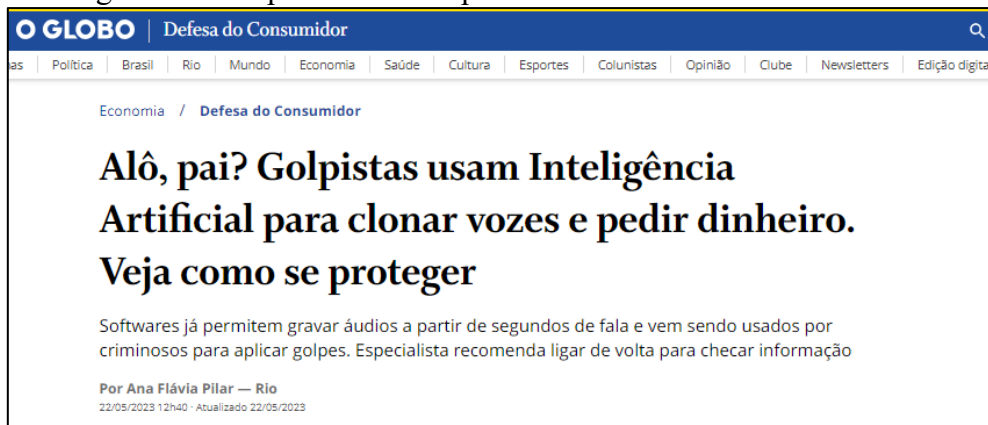 O GLOBO | Defesa do Consumidor
as | Política | Brasil | Rio | Mundo | Economia | Saúde | Cultura | Esportes | Colunistas | Opinião | Clube | Newsletters | Edição digita
Economia / Defesa do Consumidor
Alô, pai? Golpistas usam Inteligência
Artificial para clonar vozes e pedir dinheiro.
Veja como se proteger
Softwares já permitem gravar áudios a partir de segundos de fala e vem sendo usados por
criminosos para aplicar golpes. Especialista recomenda ligar de volta para checar informação
Por Ana Flávia Pilar — Rio
22/05/2023 12h40 · Atualizado 22/05/2023